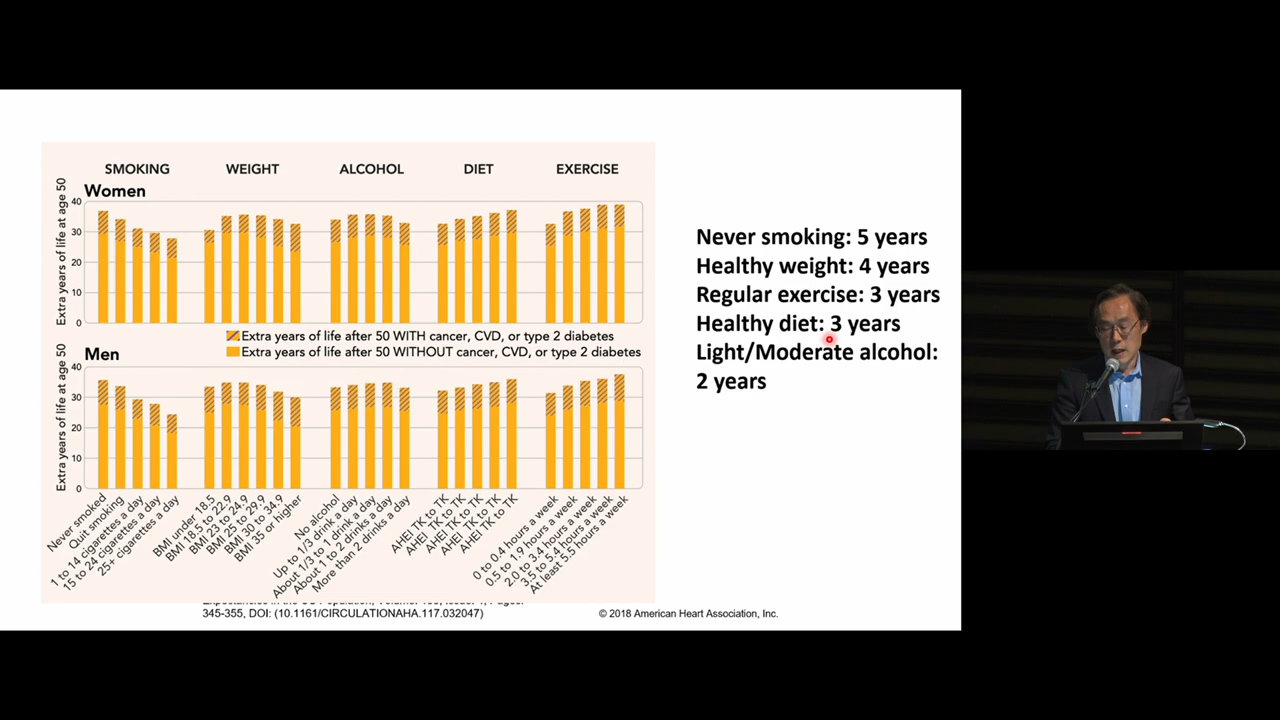 SMOKING WEIGHT ALCOHOL DIET EXERCISE
Women
Extra years of life at age 50
40
30
20
10
0
Extra years of life after 50 WITH cancer, CVD, or type 2 diabetes
Extra years of life after 50 WITHOUT cancer, CVD, or type 2 diabetes
Men
Extra years of life at age 50
40
30
20
10
0
Never smoked
Quit smoking
1 to 14 cigarettes a day
15 to 24 cigarettes a day
25+ cigarettes a day
BMI under 18.5
BMI 18.5 to 22.9
BMI 23 to 24.9
BMI 25 to 29.9
BMI 30 to 34.9
BMI 35 or higher
No alcohol
Up to 1/3 drink a day
About 1/3 to 1 drink a day
About 1 to 2 drinks a day
More than 2 drinks a day
AHEI TK to TK
AHEI TK to TK
AHEI TK to TK
AHEI TK to TK
AHEI TK to TK
0 to 0.4 hours a week
0.5 to 1.9 hours a week
2.0 to 3.4 hours a week
3.5 to 5.4 hours a week
At least 5.5 hours a week
Never smoking: 5 years
Healthy weight: 4 years
Regular exercise: 3 years
Healthy diet: 3 years
Light/Moderate alcohol:
2 years
345-355, DOI: (10.1161/CIRCULATIONAHA.117.032047)
© 2018 American Heart Association, Inc.